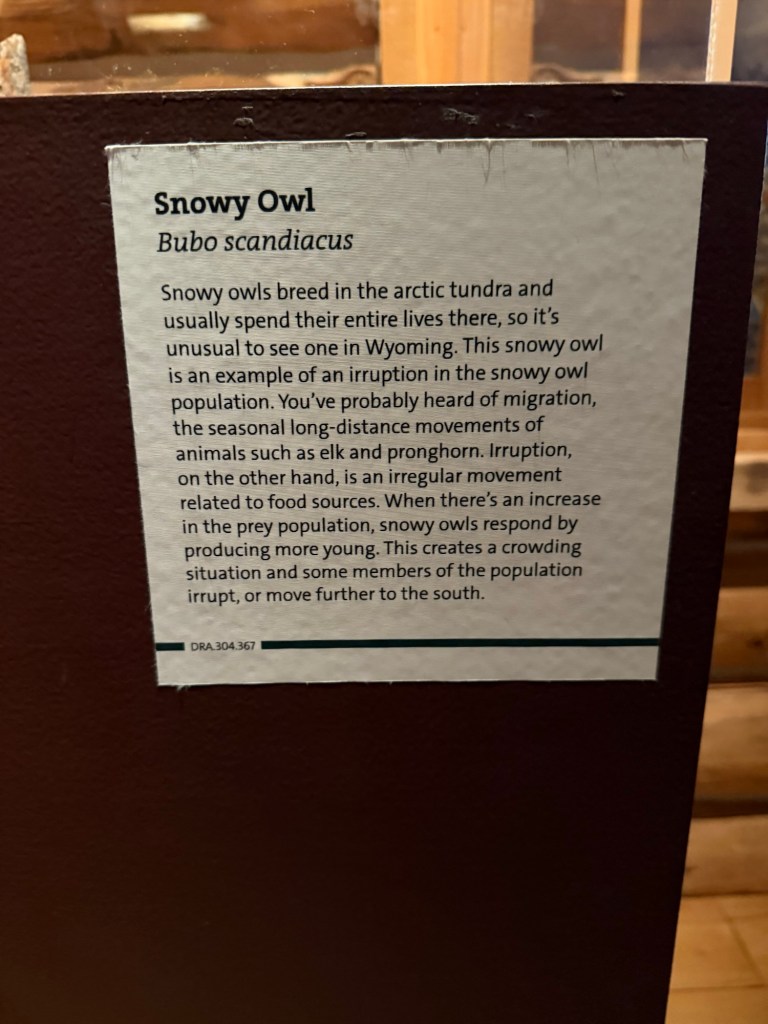 Snowy Owl
Bubo scandiacus
Snowy owls breed in the arctic tundra and
usually spend their entire lives there, so it's
unusual to see one in Wyoming. This snowy owl
is an example of an irruption in the snowy owl
population. You've probably heard of migration,
the seasonal long-distance movements of
animals such as elk and pronghorn. Irruption,
on the other hand, is an irregular movement
related to food sources. When there's an increase
in the prey population, snowy owls respond by
producing more young. This creates a crowding
situation and some members of the population
irrupt, or move further to the south.
DRA.304.367